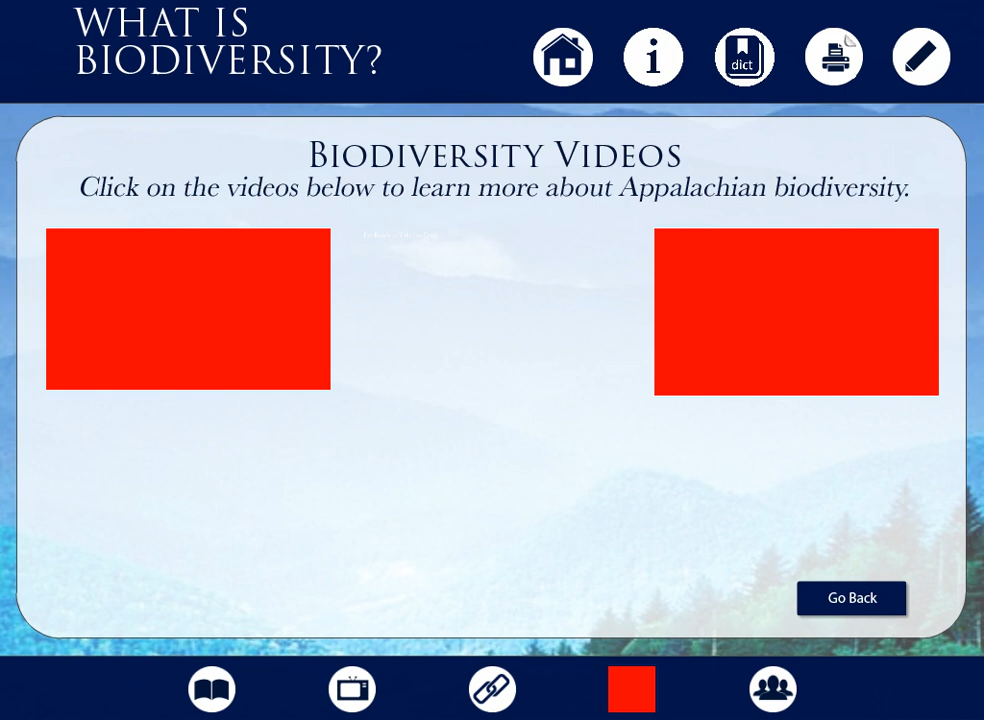 WHAT IS
BIODIVERSITY?
dict
BIODIVERSITY VIDEOS
Click on the videos below to learn more about Appalachian biodiversity.
Go Back